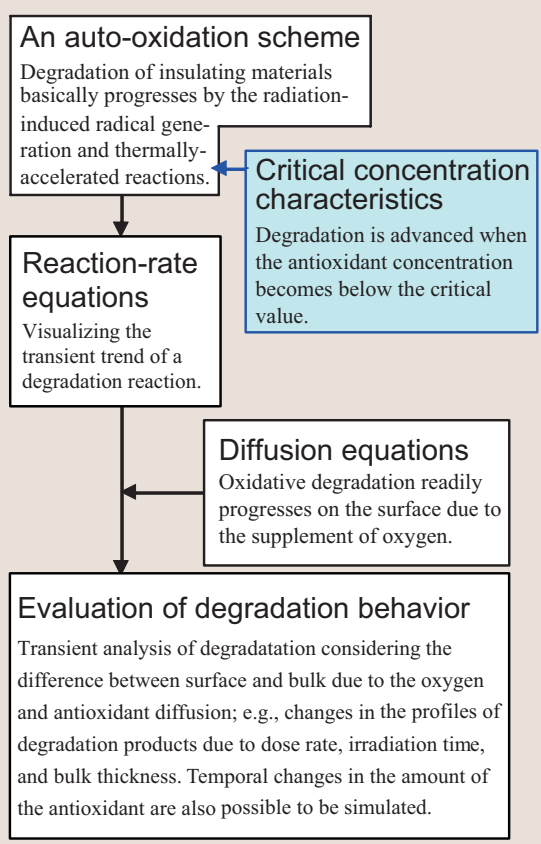 An auto-oxidation scheme
Degradation of insulating materials
basically progresses by the radiation-
induced radical gene-
ration and thermally-
accelerated reactions.
Critical concentration
characteristics
Degradation is advanced when
the antioxidant concentration
becomes below the critical
value.
Reaction-rate
equations
Visualizing the
transient trend of a
degradation reaction.
Diffusion equations
Oxidative degradation readily
progresses on the surface due to
the supplement of oxygen.
Evaluation of degradation behavior
Transient analysis of degradatation considering the
difference between surface and bulk due to the oxygen
and antioxidant diffusion; e.g., changes in the profiles of
degradation products due to dose rate, irradiation time,
and bulk thickness. Temporal changes in the amount of
the antioxidant are also possible to be simulated.